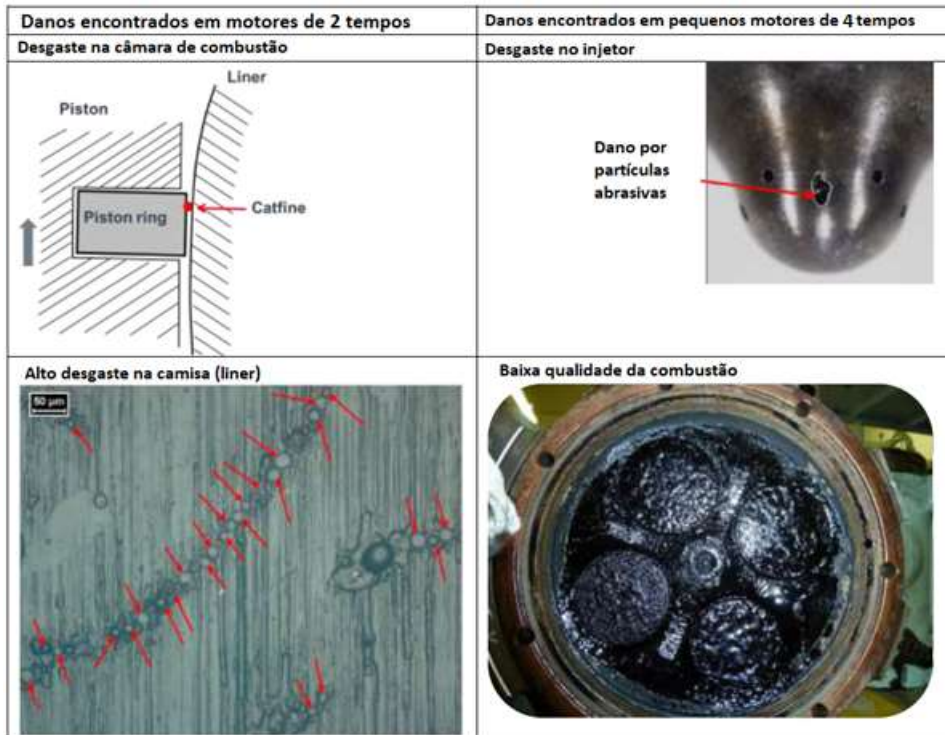 Danos encontrados em motores de 2 tempos
Danos encontrados em pequenos motores de 4 tempos
Desgaste na câmara de combustão
Desgaste no injetor
Liner
Piston
Piston ring
Catfine
Dano por
partículas
abrasivas
Alto desgaste na camisa (liner)
50 µm
Baixa qualidade da combustão